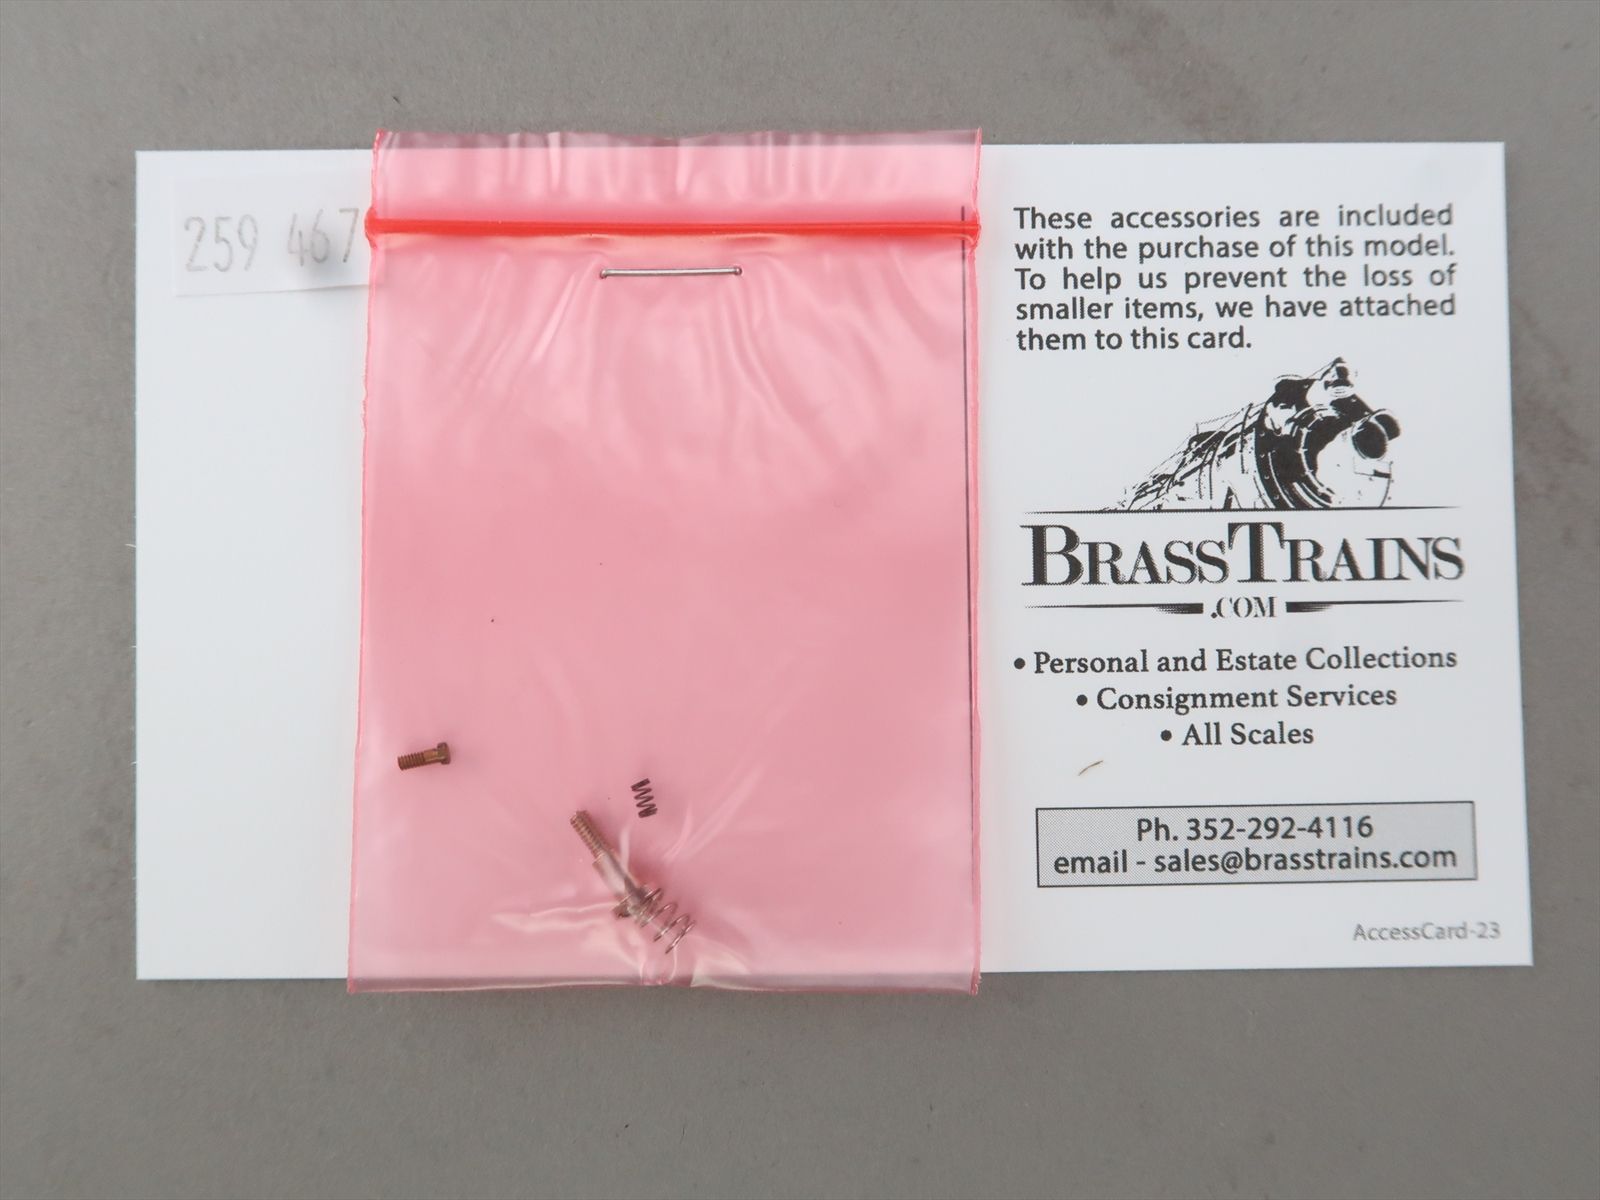 259 467
These accessories are included
with the purchase of this model.
To help us prevent the loss of
smaller items, we have attached
them to this card.
BRASSTRAINS
.COM
• Personal and Estate Collections
• Consignment Services
• All Scales
Ph. 352-292-4116
email - sales@brasstrains.com
AccessCard-23